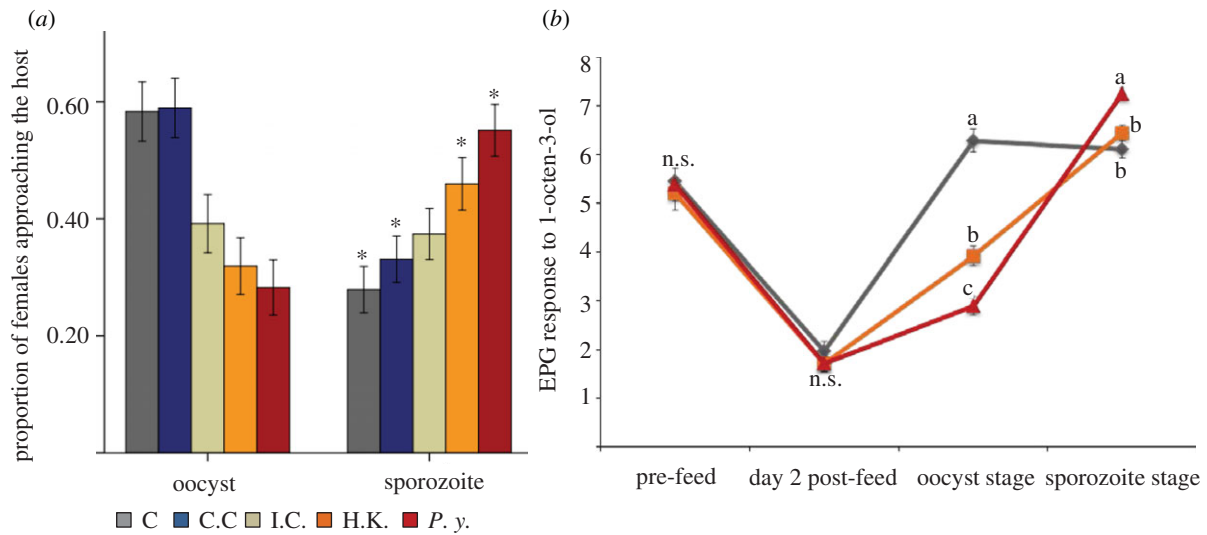 (a)
proportion of females approaching the host
0.60
0.40
0.20
* * * *
oocyst sporozoite
C C.C I.C. H.K. P. y.
(b)
EPG response to 1-octen-3-ol
8
7
6
5
4
3
2
1
n.s.
n.s.
a
b
c
a
b
b
pre-feed day 2 post-feed oocyst stage sporozoite stage